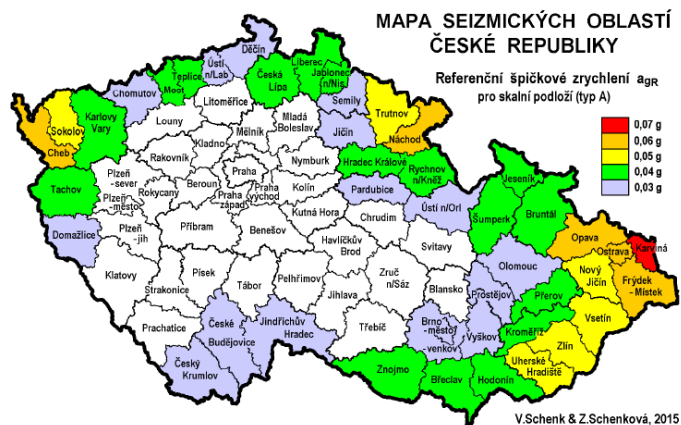 MAPA SEIZMICKÝCH OBLASTÍ
ČESKÉ REPUBLIKY
Referenční špičkové zrychlení agR
pro skalní podloží (typ A)
0,07 g
0,06 g
0,05 g
0,04 g
0,03 g
Děčín
Ústí
n/Lab
Liberec
Teplice
Most
Česká
Lípa
Jablonec
n/Nis
Chomutov
Litoměřice
Semily
Trutnov
Karlovy
Vary
Sokolov
Louny
Mělník
Mladá
Boleslav
Jičín
Náchod
Cheb
Kladno
Rakovník
Nymburk
Hradec Králové
Rychnov
n/Kněž
Jeseník
Tachov
Plzeň
-sever
Beroun
Praha
Praha
východ
Praha
západ
Kolín
Pardubice
Rokycany
Plzeň
-město
Kutná Hora
Chrudim
Ústí n/Orl
Šumperk
Bruntál
Domažlice
Plzeň
-jih
Příbram
Benešov
Havlíčkův
Brod
Svitavy
Opava
Karviná
Ostrava
Olomouc
Nový
Jičín
Frýdek
-Místek
Klatovy
Písek
Strakonice
Tábor
Pelhřimov
Jihlava
Zruč
n/Sáz
Blansko
Prostějov
Přerov
Vsetín
Prachatice
České
Budějovice
Jindřichův
Hradec
Třebíč
Brno
-město
-venkov
Vyškov
Kroměříž
Zlín
Český
Krumlov
Znojmo
Břeclav
Hodonín
Uherské
Hradiště
V.Schenk & Z.Schenková, 2015